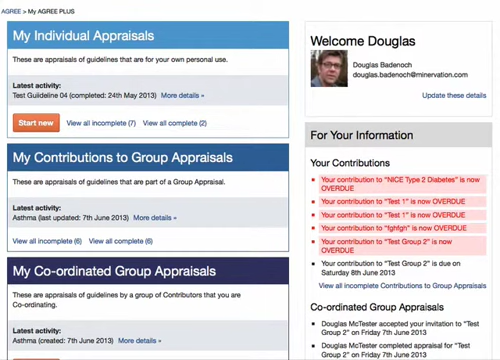 AGREE > My AGREE PLUS
My Individual Appraisals
These are appraisals of guidelines that are for your own personal use.
Latest activity:
Test Guideline 04 (completed: 24th May 2013) More details »
Start new View all incomplete (7) View all complete (2)
My Contributions to Group Appraisals
These are appraisals of guidelines that are part of a Group Appraisal.
Latest activity:
Asthma (last updated: 7th June 2013) More details »
View all incomplete (6) View all complete (6)
My Co-ordinated Group Appraisals
These are appraisals of guidelines by a group of Contributors that you are
Co-ordinating.
Latest activity:
Asthma (created: 7th June 2013) More details »
Welcome Douglas
Douglas Badenoch
douglas.badenoch@minervation.com
Update these details
For Your Information
Your Contributions
Your contribution to "NICE Type 2 Diabetes" is now
OVERDUE
Your contribution to "Test 1" is now OVERDUE
Your contribution to "Test 1" is now OVERDUE
Your contribution to "fghfgh" is now OVERDUE
Your contribution to "Test Group 2" is now
OVERDUE
Your contribution to "Test Group 2" is due on
Saturday 8th June 2013
View all incomplete Contributions to Group Appraisals
Co-ordinated Group Appraisals
Douglas McTester accepted your invitation to "Test
Group 2" on Friday 7th June 2013
Douglas McTester completed appraisal for "Test
Group 2" on Friday 7th June 2013